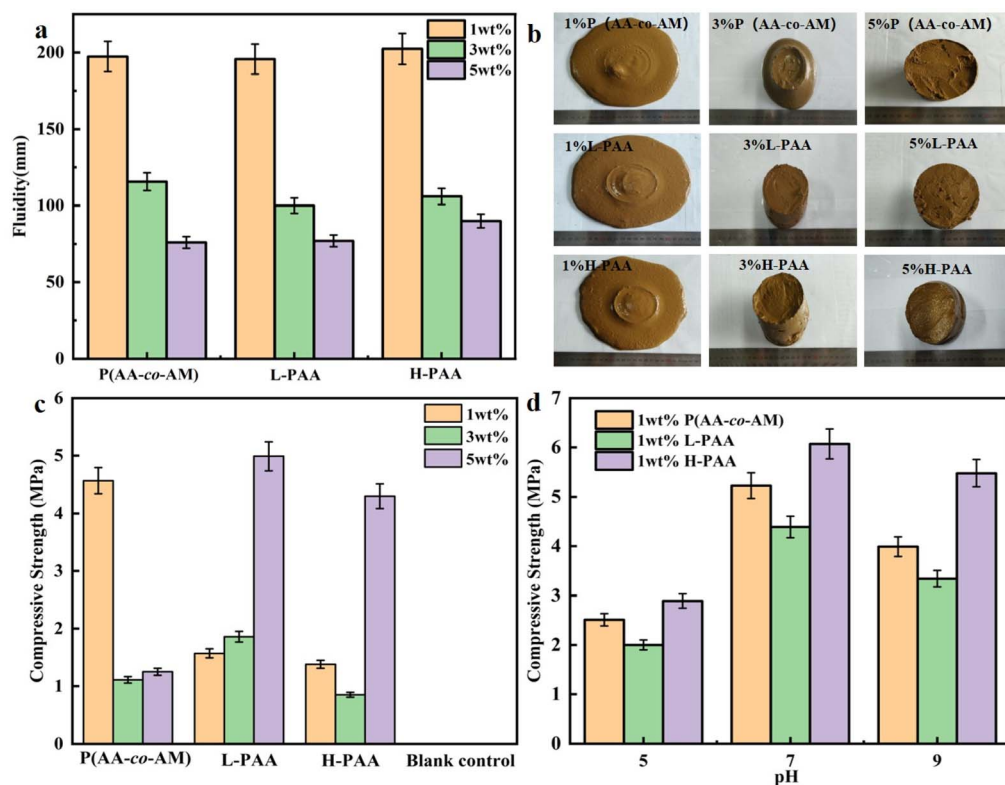 a
1wt%
3wt%
5wt%
200
150
100
50
0
Fluidity(mm)
P(AA-co-AM)
L-PAA
H-PAA
b
1%P（AA-co-AM）
3%P（AA-co-AM）
5%P（AA-co-AM）
1%L-PAA
3%L-PAA
5%L-PAA
1%H-PAA
3%H-PAA
5%H-PAA
c
1wt%
3wt%
5wt%
6
5
4
3
2
1
0
Compressive Strength (MPa)
P(AA-co-AM)
L-PAA
H-PAA
Blank control
d
1wt% P(AA-co-AM)
1wt% L-PAA
1wt% H-PAA
7
6
5
4
3
2
1
0
Compressive Strength (MPa)
5
7
9
pH